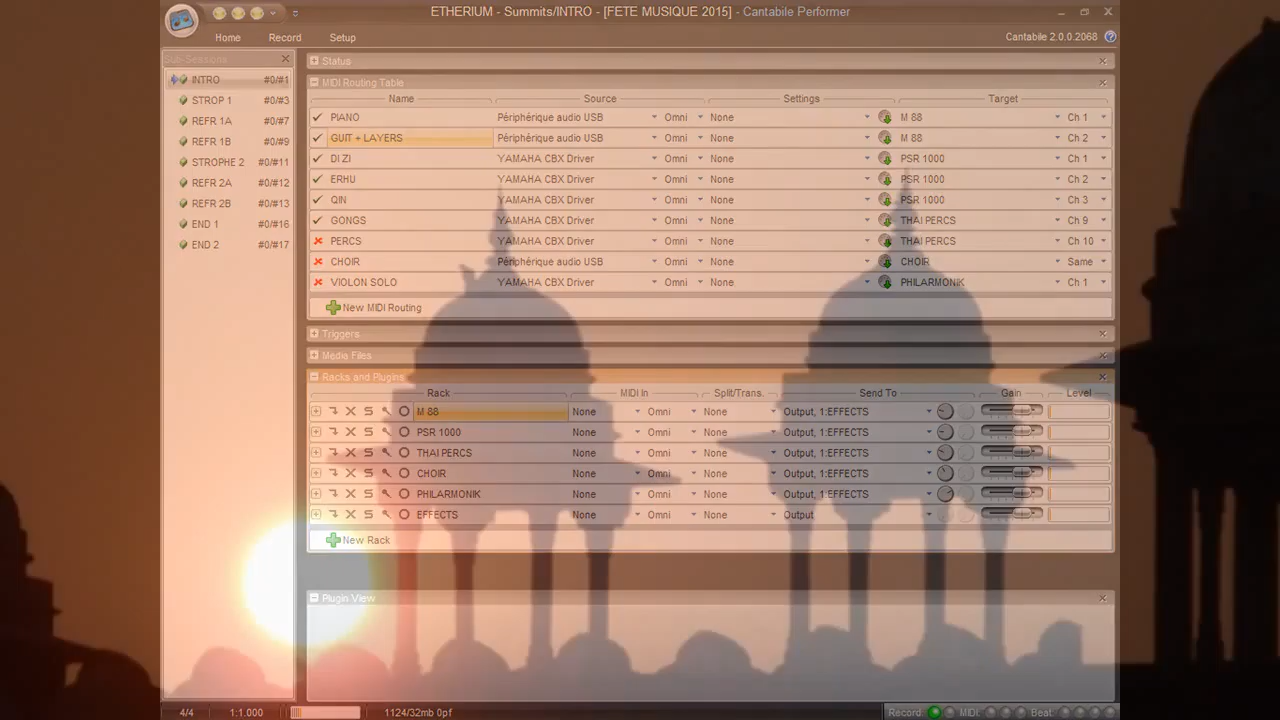 ETHERIUM - Summits/INTRO - [FETE MUSIQUE 2015] - Cantabile Performer
Home Record Setup Cantabile 2.0.0.2068
Sub-Sessions
INTRO #0/#1
STROP 1 #0/#3
REFR 1A #0/#7
REFR 1B #0/#9
STROPHE 2 #0/#11
REFR 2A #0/#12
REFR 2B #0/#13
END 1 #0/#16
END 2 #0/#17
Status
MIDI Routing Table
Name Source Settings Target
PIANO Périphérique audio USB Omni None M 88 Ch 1
GUIT + LAYERS Périphérique audio USB Omni None M 88 Ch 2
DI ZI YAMAHA CBX Driver Omni None PSR 1000 Ch 1
ERHU YAMAHA CBX Driver Omni None PSR 1000 Ch 2
QIN YAMAHA CBX Driver Omni None PSR 1000 Ch 3
GONGS YAMAHA CBX Driver Omni None THAI PERCS Ch 9
PERCS YAMAHA CBX Driver Omni None THAI PERCS Ch 10
CHOIR Périphérique audio USB Omni None CHOIR Same
VIOLON SOLO YAMAHA CBX Driver Omni None PHILARMONIK Ch 1
New MIDI Routing
Triggers
Media Files
Racks and Plugins
Rack MIDI In Split/Trans. Send To Gain Level
S M 88 None Omni None Output, 1:EFFECTS
S PSR 1000 None Omni None Output, 1:EFFECTS
S THAI PERCS None Omni None Output, 1:EFFECTS
S CHOIR None Omni None Output, 1:EFFECTS
S PHILARMONIK None Omni None Output, 1:EFFECTS
S EFFECTS None Omni None Output
New Rack
Plugin View
4/4 1:1.000 1124/32mb 0pf Record: MIDI: Beat: